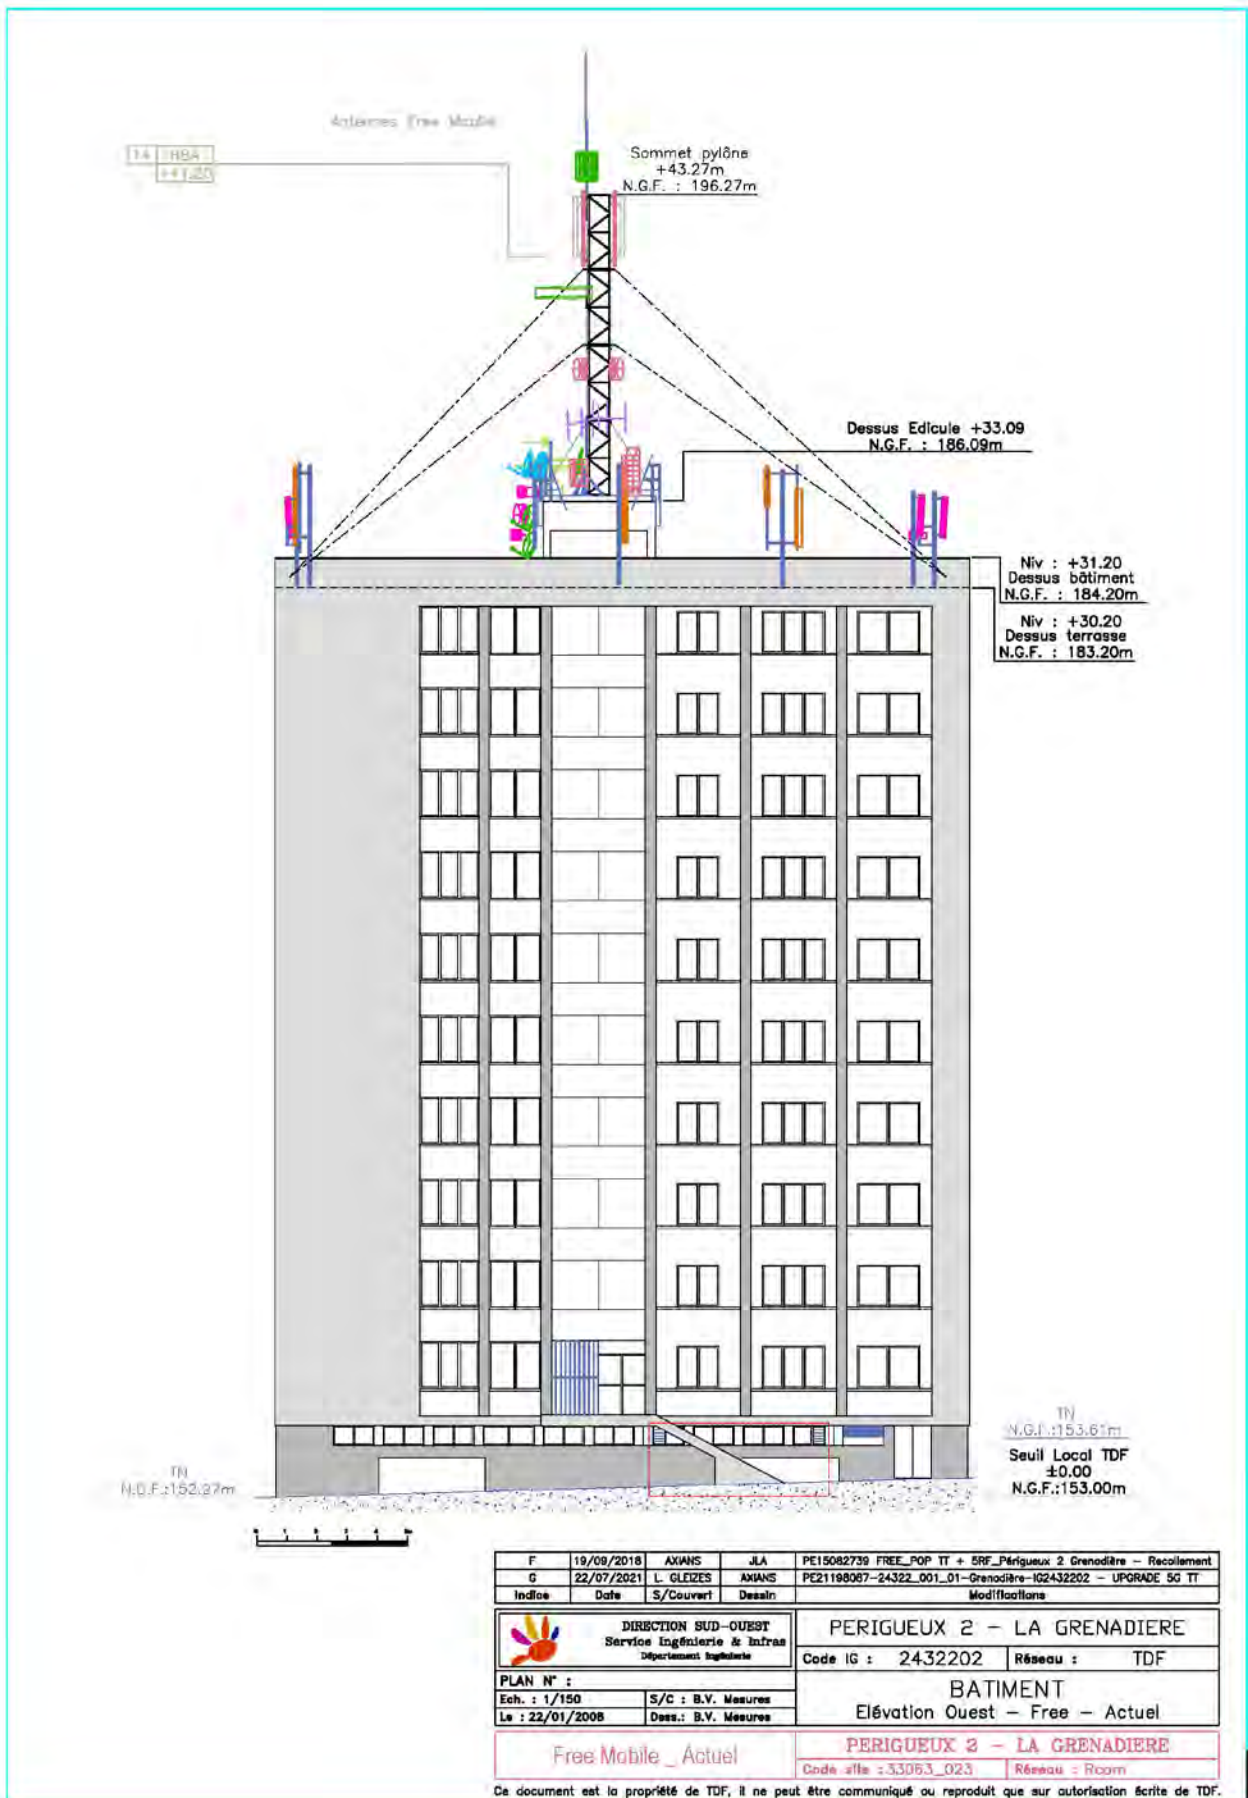 Antennes Free Mobile
14 HBA
+41.20
Sommet pylône
+43.27m
N.G.F. : 196.27m
Dessus Edicule +33.09
N.G.F. : 186.09m
Niv : +31.20
Dessus bâtiment
N.G.F. : 184.20m
Niv : +30.20
Dessus terrasse
N.G.F. : 183.20m
TN
N.G.F.:153.61m
Seuil Local TDF
±0.00
N.G.F.:153.00m
TN
N.G.F.:152.97m
F 19/09/2018 AXIANS JLA PE15082739 FREE_POP TT + 5RF_Périgueux 2 Grenadière – Recollement
G 22/07/2021 L. GLEIZES AXIANS PE21198087-24322_001_01-Grenadière-IG2432202 – UPGRADE 5G TT
Indice Date S/Couvert Dessin Modifications
DIRECTION SUD-OUEST
Service Ingénierie & Infras
Département Ingénierie
PERIGUEUX 2 – LA GRENADIERE
Code IG : 2432202 Réseau : TDF
PLAN N° :
Ech. : 1/150 S/C : B.V. Mesures
Le : 22/01/2008 Dess.: B.V. Mesures
BATIMENT
Elévation Ouest – Free – Actuel
Free Mobile _ Actuel
PERIGUEUX 2 – LA GRENADIERE
Code site : 33063_023 Réseau : Rcom
Ce document est la propriété de TDF, il ne peut être communiqué ou reproduit que sur autorisation écrite de TDF.